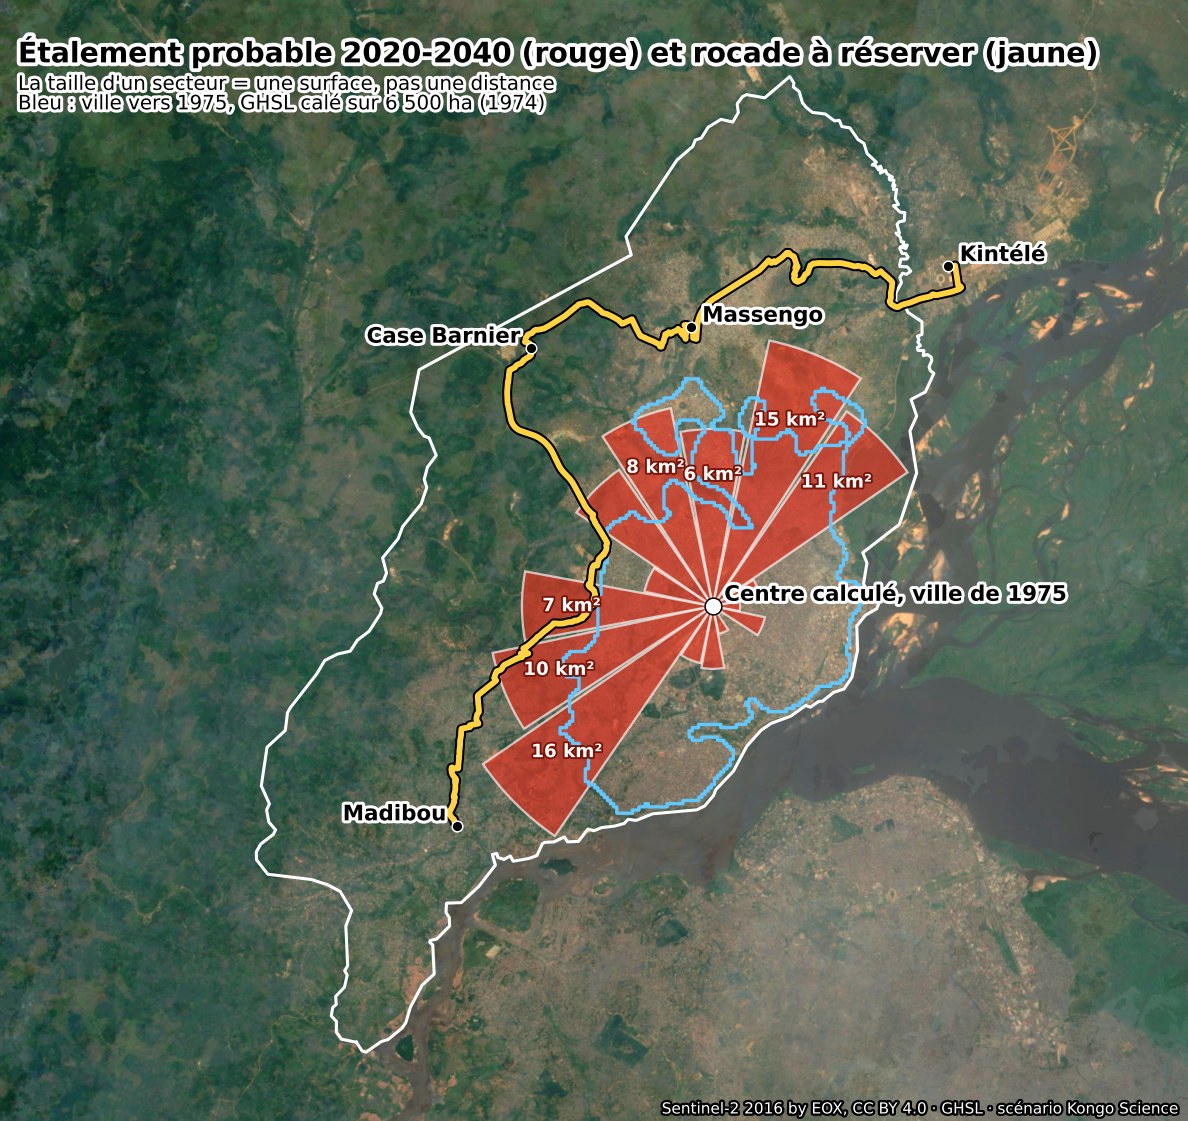 Étalement probable 2020-2040 (rouge) et rocade à réserver (jaune)
La taille d'un secteur = une surface, pas une distance
Bleu : ville vers 1975, GHSL calé sur 6 500 ha (1974)
Kintélé
Massengo
Case Barnier
15 km²
8 km²
6 km²
11 km²
Centre calculé, ville de 1975
7 km²
10 km²
16 km²
Madibou
Sentinel-2 2016 by EOX, CC BY 4.0 · GHSL · scénario Kongo Science